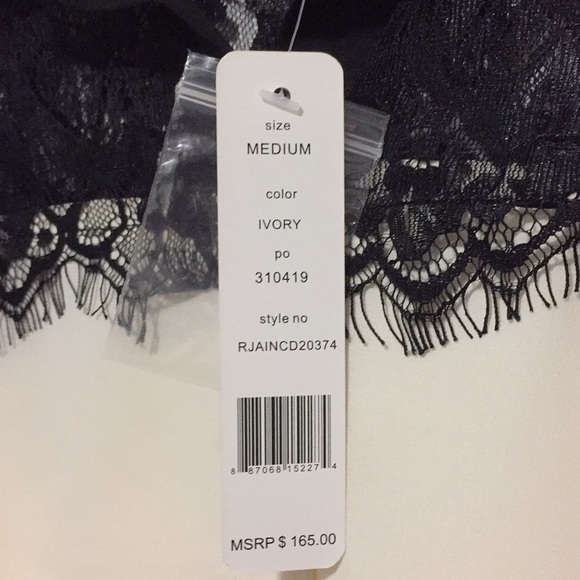 size
MEDIUM
color
IVORY
po
310419
style no
RJAINCD20374
8 87068 15227 4
MSRP $ 165.00